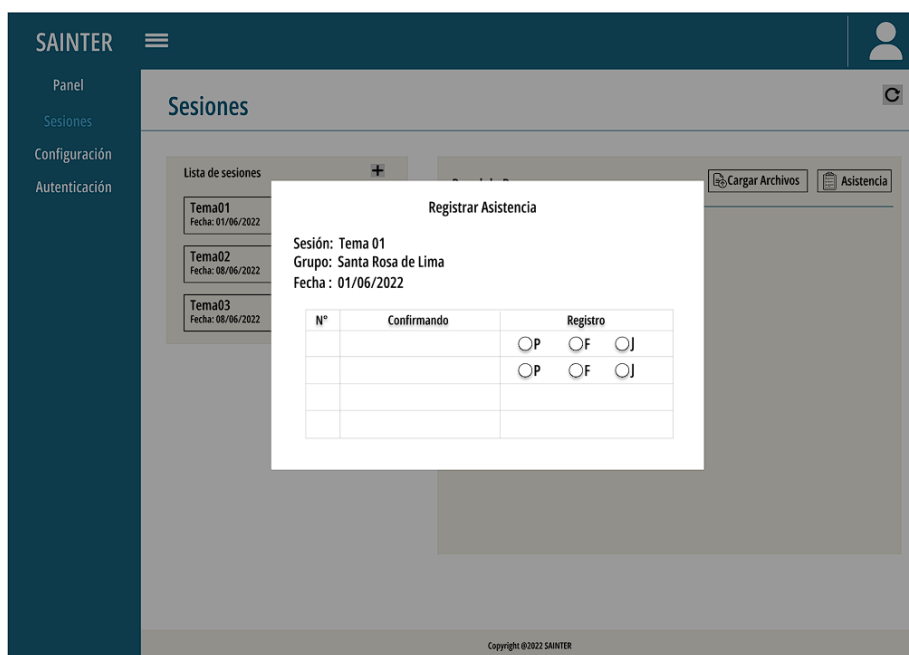 SAINTER
Panel
Sesiones
Configuración
Autenticación
Sesiones
Lista de sesiones
+
Tema01
Fecha: 01/06/2022
Tema02
Fecha: 08/06/2022
Tema03
Fecha: 08/06/2022
Cargar Archivos
Asistencia
Registrar Asistencia
Sesión: Tema 01
Grupo: Santa Rosa de Lima
Fecha : 01/06/2022
N° Confirmando Registro
P F J
P F J
Copyright @2022 SAINTER